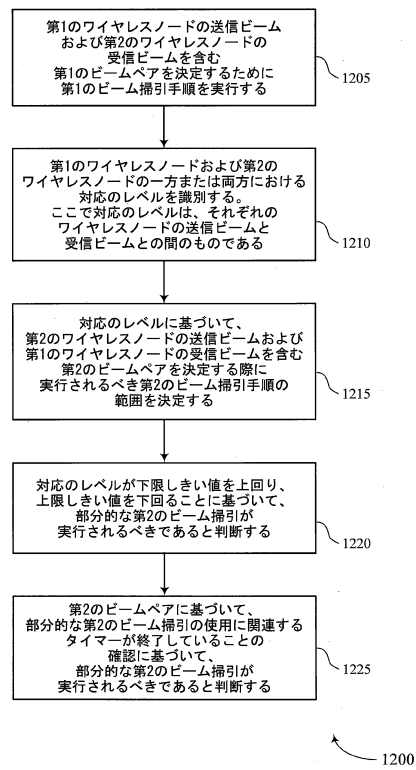 第1のワイヤレスノードの送信ビーム
および第2のワイヤレスノードの
受信ビームを含む
第1のビームペアを決定するために
第1のビーム掃引手順を実行する
1205
第1のワイヤレスノードおよび第2の
ワイヤレスノードの一方または両方における
対応のレベルを識別する。
ここで対応のレベルは、それぞれの
ワイヤレスノードの送信ビームと
受信ビームとの間のものである
1210
対応のレベルに基づいて、
第2のワイヤレスノードの送信ビームおよび
第1のワイヤレスノードの受信ビームを含む
第2のビームペアを決定する際に
実行されるべき第2のビーム掃引手順の
範囲を決定する
1215
対応のレベルが下限しきい値を上回り、
上限しきい値を下回ることに基づいて、
部分的な第2のビーム掃引が
実行されるべきであると判断する
1220
第2のビームペアに基づいて、
部分的な第2のビーム掃引の使用に関連する
タイマーが終了していることの
確認に基づいて、
部分的な第2のビーム掃引が
実行されるべきであると判断する
1225
1200